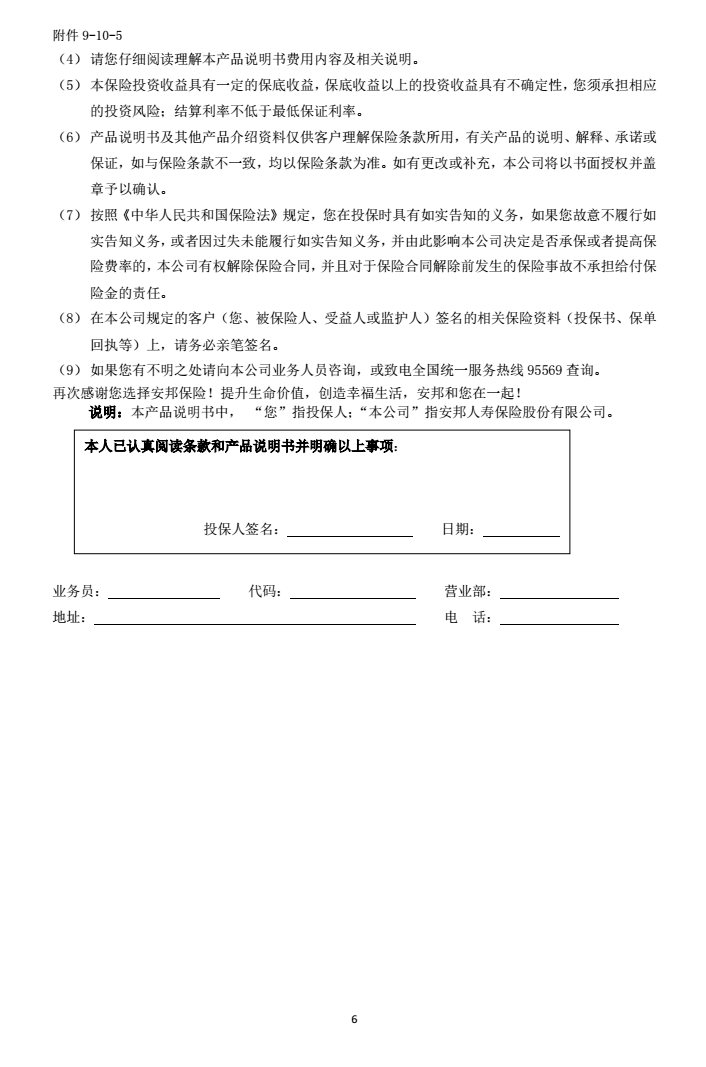 附件 9-10-5
（4） 请您仔细阅读理解本产品说明书费用内容及相关说明。
（5） 本保险投资收益具有一定的保底收益，保底收益以上的投资收益具有不确定性，您须承担相应
的投资风险；结算利率不低于最低保证利率。
（6） 产品说明书及其他产品介绍资料仅供客户理解保险条款所用，有关产品的说明、解释、承诺或
保证，如与保险条款不一致，均以保险条款为准。如有更改或补充，本公司将以书面授权并盖
章予以确认。
（7） 按照《中华人民共和国保险法》规定，您在投保时具有如实告知的义务，如果您故意不履行如
实告知义务，或者因过失未能履行如实告知义务，并由此影响本公司决定是否承保或者提高保
险费率的，本公司有权解除保险合同，并且对于保险合同解除前发生的保险事故不承担给付保
险金的责任。
（8） 在本公司规定的客户（您、被保险人、受益人或监护人）签名的相关保险资料（投保书、保单
回执等）上，请务必亲笔签名。
（9） 如果您有不明之处请向本公司业务人员咨询，或致电全国统一服务热线 95569 查询。
再次感谢您选择安邦保险！提升生命价值，创造幸福生活，安邦和您在一起！
说明：本产品说明书中， “您”指投保人；“本公司”指安邦人寿保险股份有限公司。
本人已认真阅读条款和产品说明书并明确以上事项：
投保人签名： 日期：
业务员： 代码： 营业部：
地址： 电 话：
6